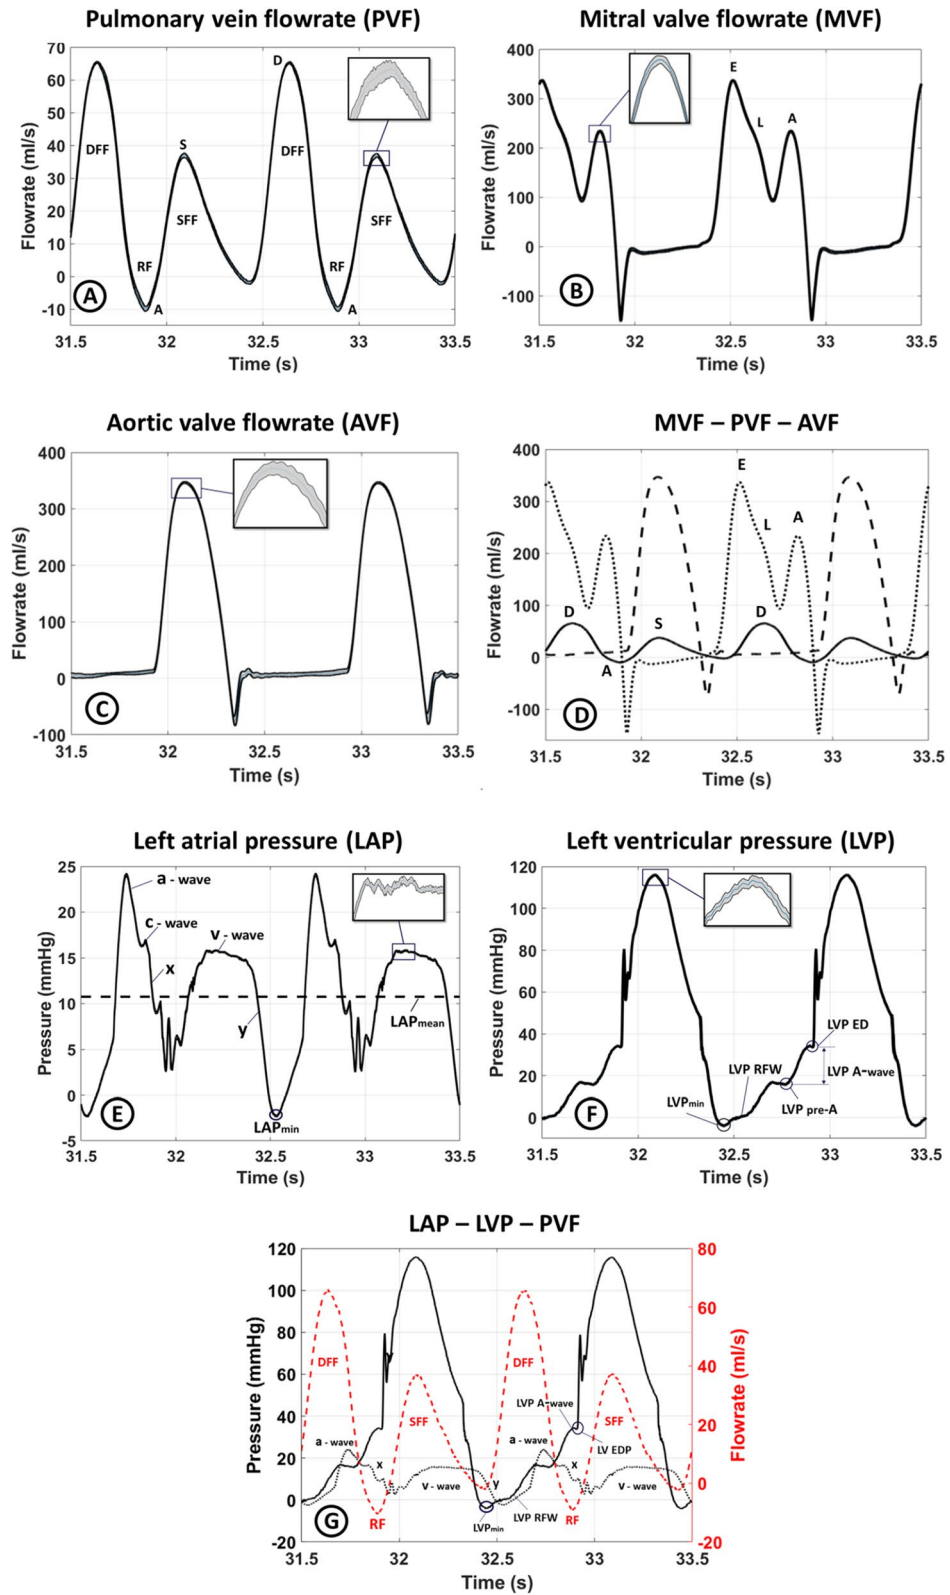 Pulmonary vein flowrate (PVF)
70
60
50
40
30
20
10
0
-10
Flowrate (ml/s)
DFF
RF
A
S
SFF
D
DFF
RF
A
SFF
A
31.5 32 32.5 33 33.5
Time (s)
Mitral valve flowrate (MVF)
400
300
200
100
0
-100
Flowrate (ml/s)
E
L
A
B
31.5 32 32.5 33 33.5
Time (s)
Aortic valve flowrate (AVF)
400
300
200
100
0
-100
Flowrate (ml/s)
C
31.5 32 32.5 33 33.5
Time (s)
MVF – PVF – AVF
400
300
200
100
0
-100
Flowrate (ml/s)
D
A
S
E
L
A
D
D
31.5 32 32.5 33 33.5
Time (s)
Left atrial pressure (LAP)
25
20
15
10
5
0
-5
Pressure (mmHg)
a - wave
c - wave
x
v - wave
y
LAPmean
LAPmin
E
31.5 32 32.5 33 33.5
Time (s)
Left ventricular pressure (LVP)
120
100
80
60
40
20
0
Pressure (mmHg)
LVP ED
LVP RFW
LVP A-wave
LVPmin
LVP pre-A
F
31.5 32 32.5 33 33.5
Time (s)
LAP – LVP – PVF
120
100
80
60
40
20
0
-20
Pressure (mmHg)
80
60
40
20
0
-20
Flowrate (ml/s)
DFF
SFF
DFF
SFF
LVP A-wave
a - wave
x
a - wave
LV EDP
x
v - wave
y
v - wave
LVP RFW
RF
LVPmin
RF
G
31.5 32 32.5 33 33.5
Time (s)